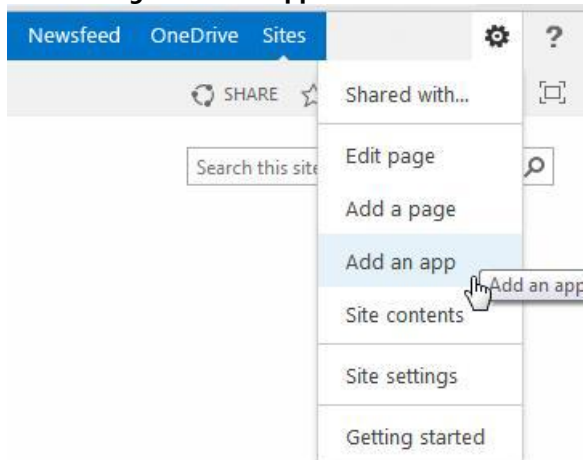 Newsfeed OneDrive Sites ?
SHARE
Shared with...
Search this site
Edit page
Add a page
Add an app
Add an app
Site contents
Site settings
Getting started